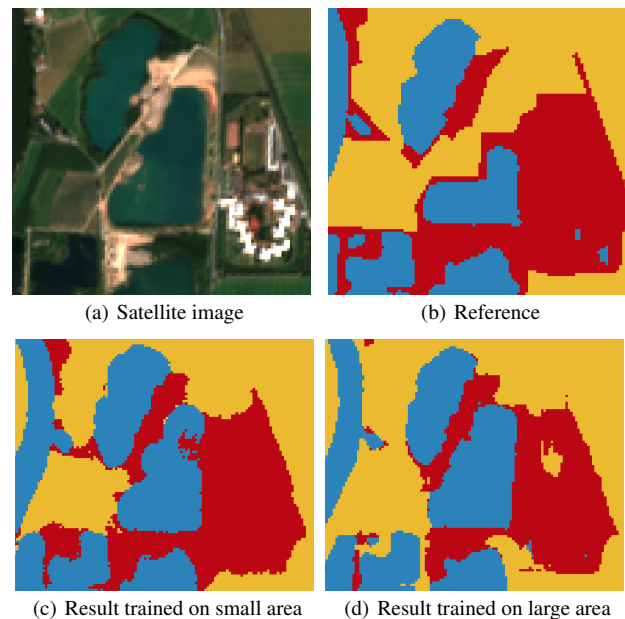 (a) Satellite image
(b) Reference
(c) Result trained on small area
(d) Result trained on large area